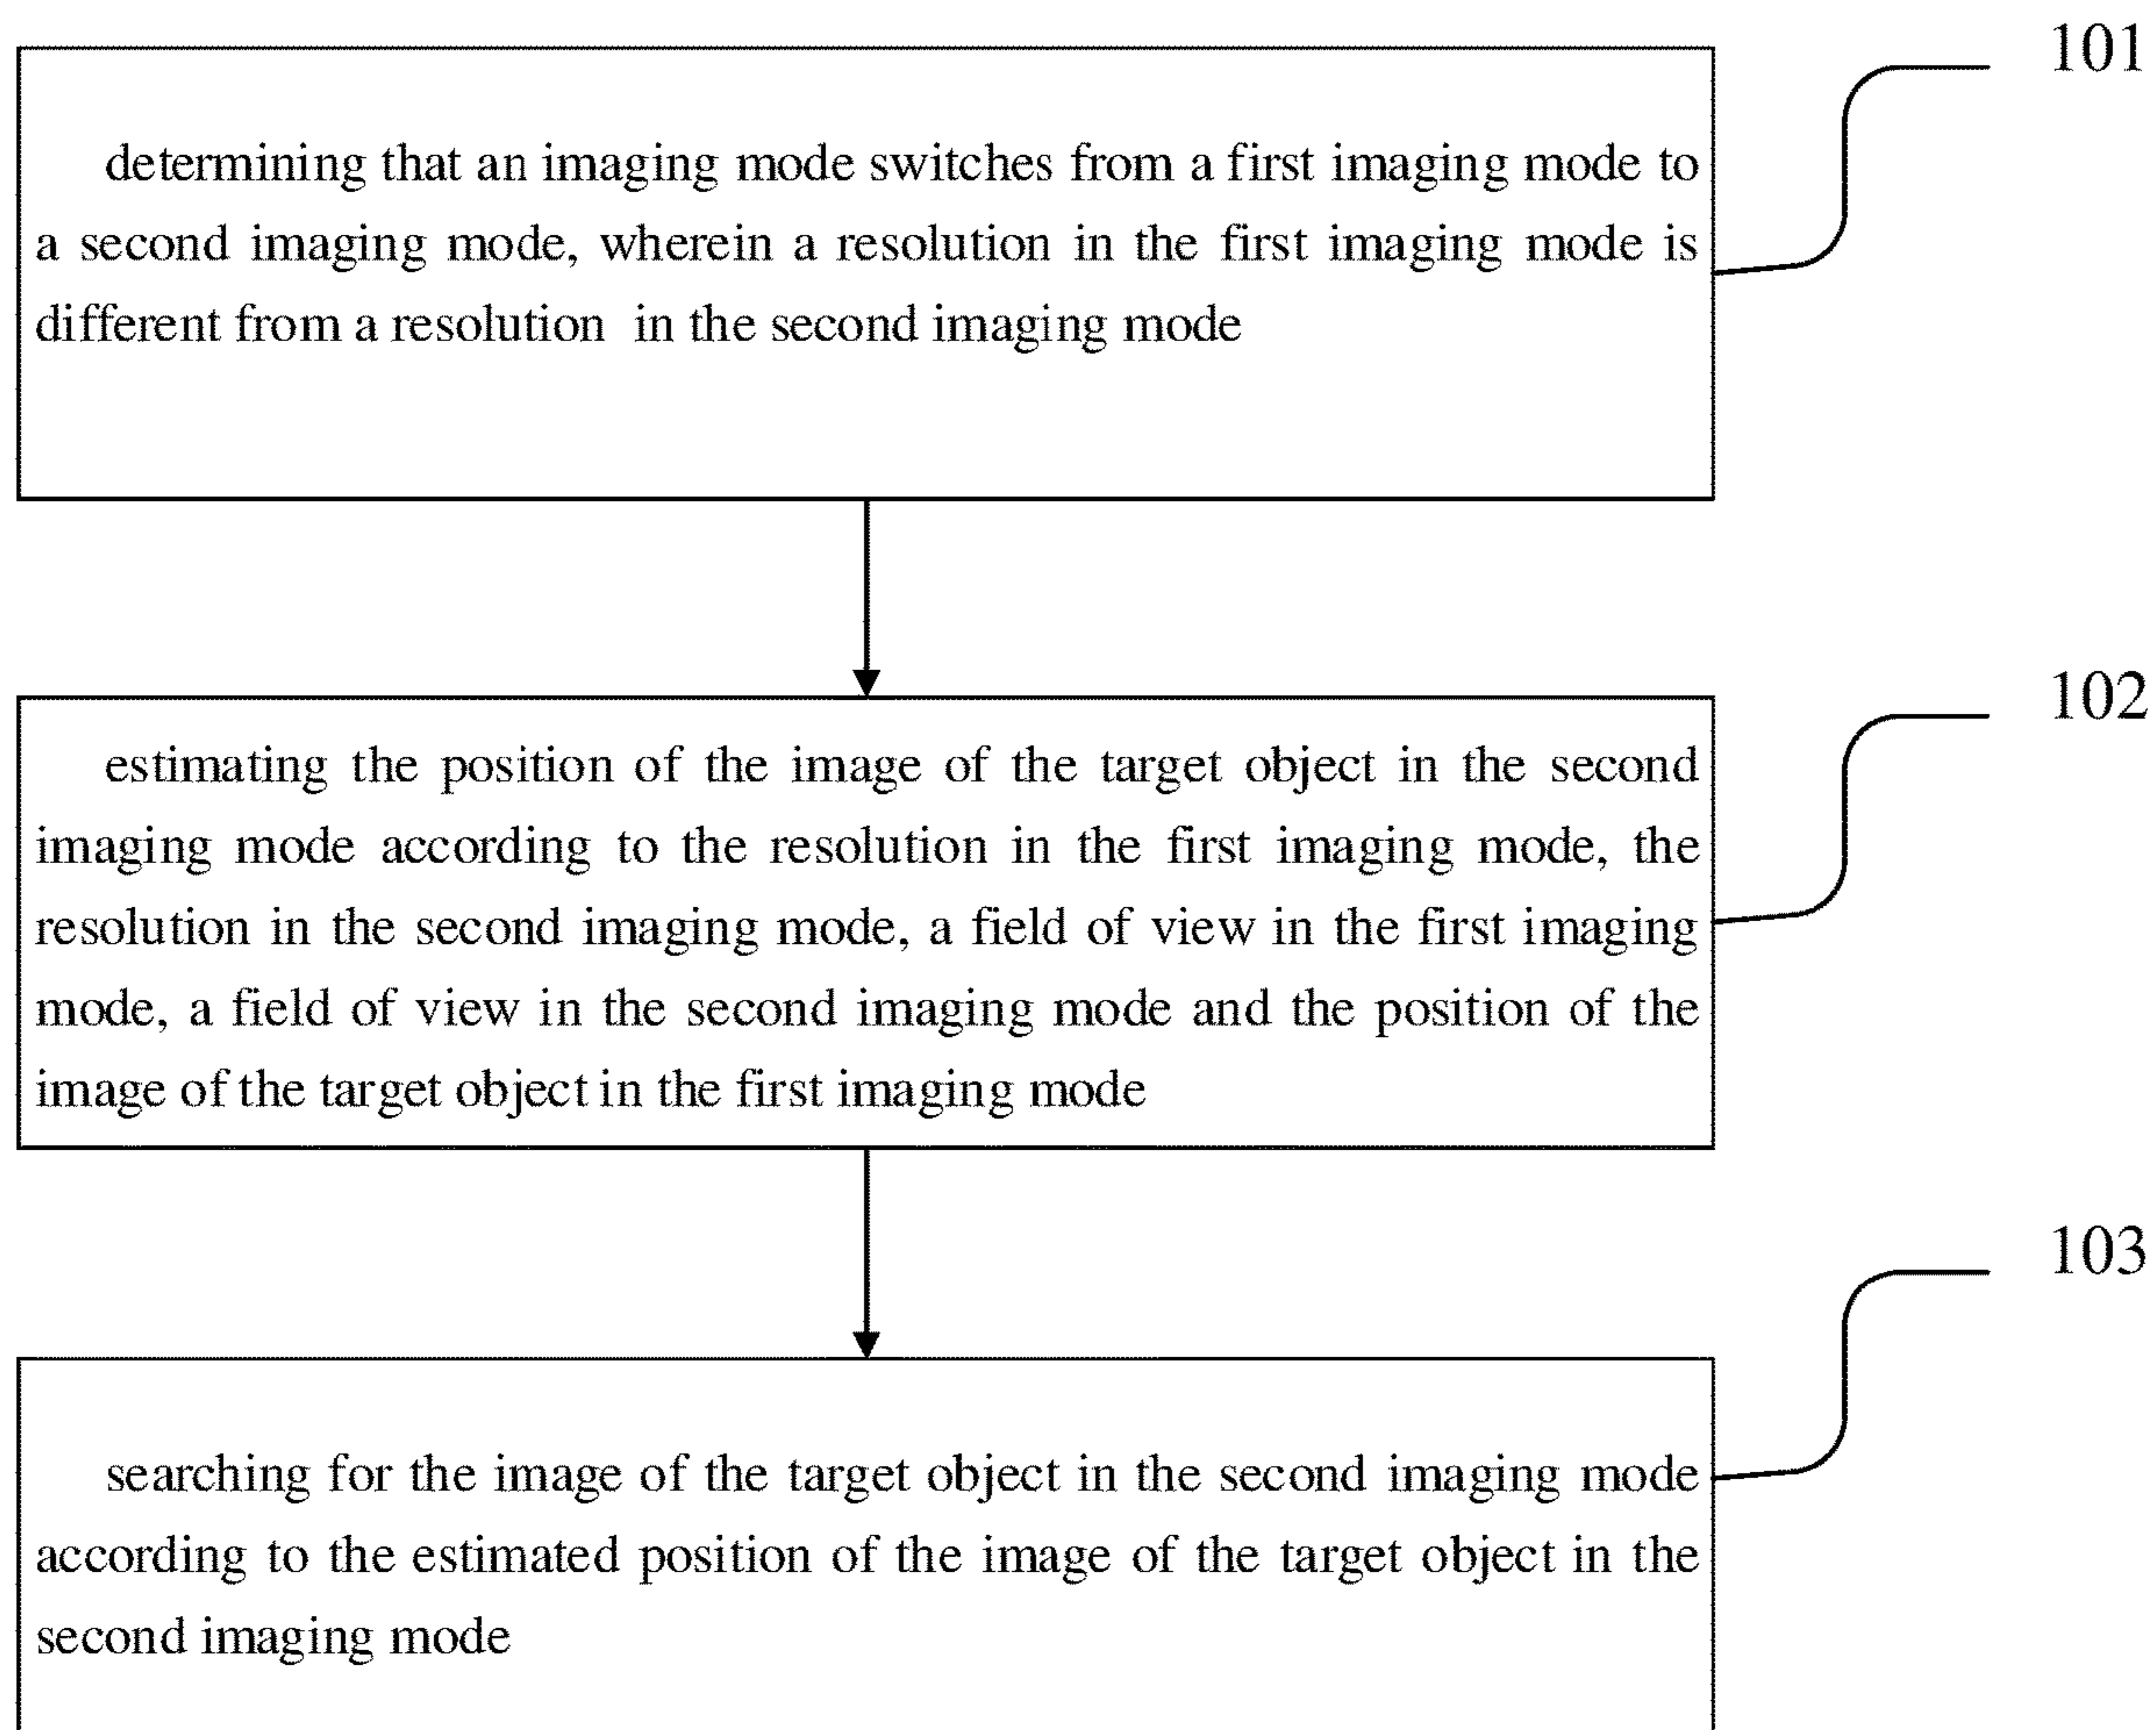 101
determining that an imaging mode switches from a first imaging mode to
a second imaging mode, wherein a resolution in the first imaging mode is
different from a resolution in the second imaging mode
102
estimating the position of the image of the target object in the second
imaging mode according to the resolution in the first imaging mode, the
resolution in the second imaging mode, a field of view in the first imaging
mode, a field of view in the second imaging mode and the position of the
image of the target object in the first imaging mode
103
searching for the image of the target object in the second imaging mode
according to the estimated position of the image of the target object in the
second imaging mode